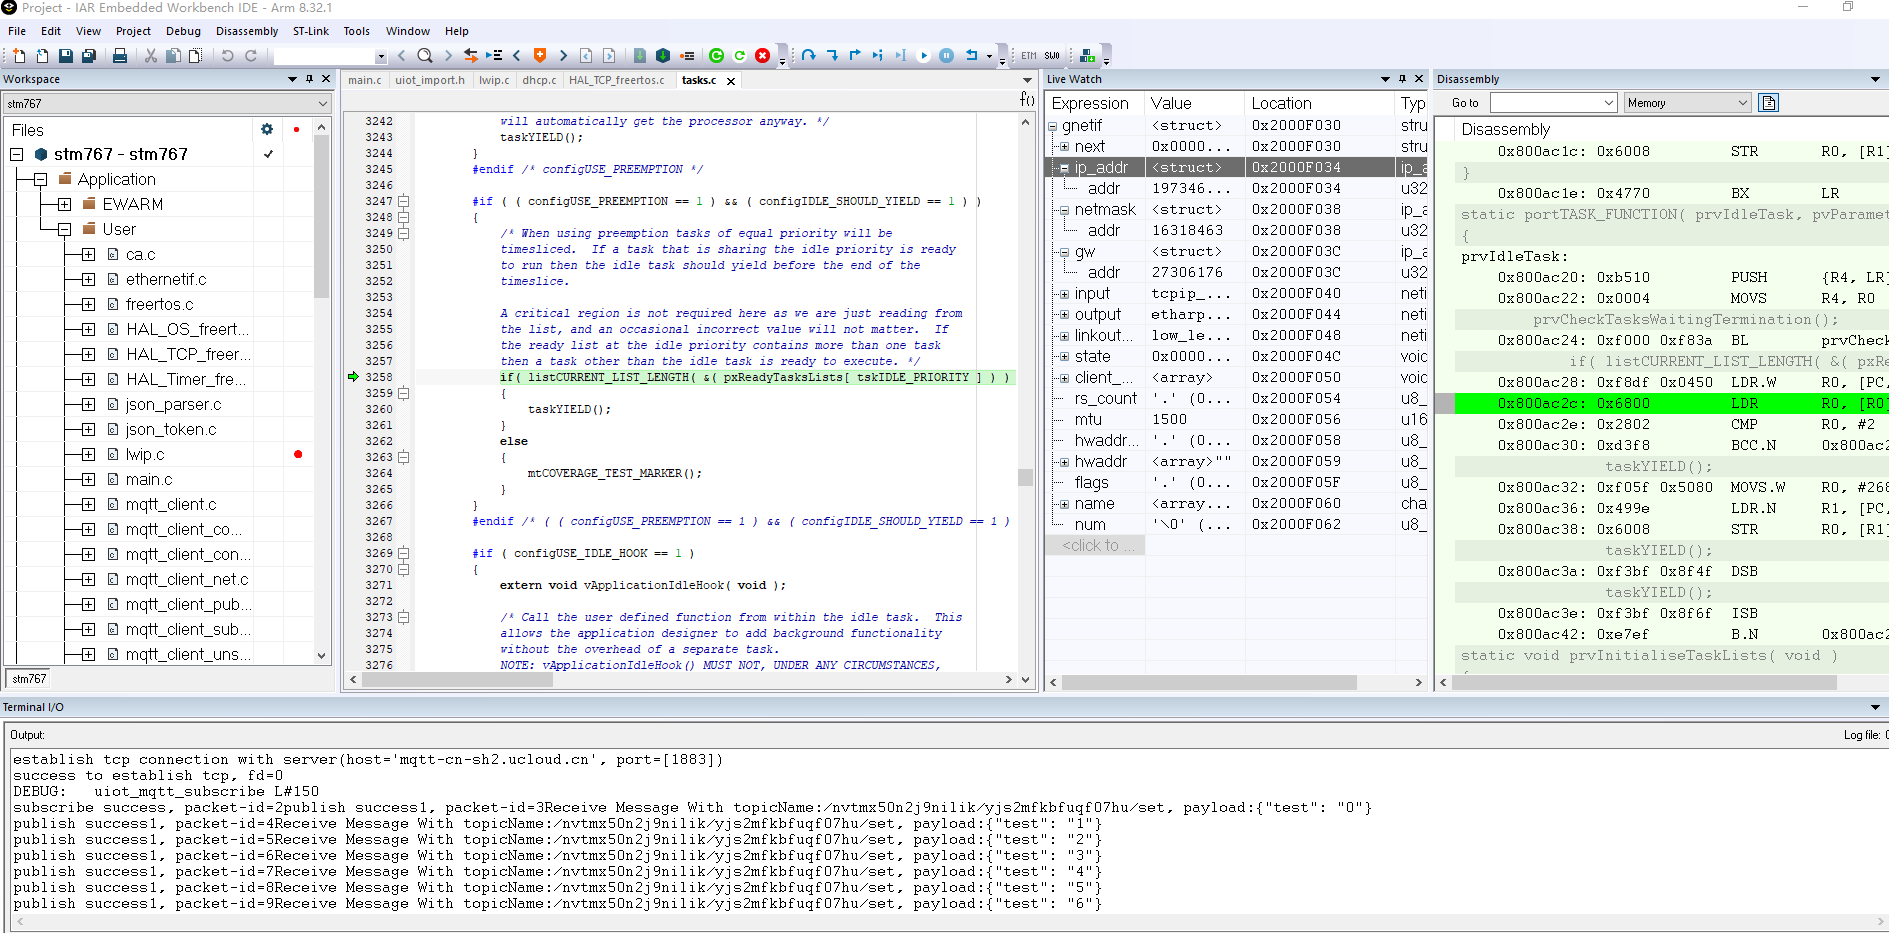 Project - IAR Embedded Workbench IDE - Arm 8.32.1
File Edit View Project Debug Disassembly ST-Link Tools Window Help
ETM SWO
Workspace
stm767
Files
stm767 - stm767
Application
EWARM
User
ca.c
ethernetif.c
freertos.c
HAL_OS_freert...
HAL_TCP_freer...
HAL_Timer_fre...
json_parser.c
json_token.c
lwip.c
main.c
mqtt_client.c
mqtt_client_co...
mqtt_client_con...
mqtt_client_net.c
mqtt_client_pub...
mqtt_client_sub...
mqtt_client_uns...
stm767
main.c uiot_import.h lwip.c dhcp.c HAL_TCP_freertos.c tasks.c
f()
3242 will automatically get the processor anyway. */
3243 taskYIELD();
3244 }
3245 #endif /* configUSE_PREEMPTION */
3246
3247 #if ( ( configUSE_PREEMPTION == 1 ) && ( configIDLE_SHOULD_YIELD == 1 ) )
3248 {
3249 /* When using preemption tasks of equal priority will be
3250 timesliced.  If a task that is sharing the idle priority is ready
3251 to run then the idle task should yield before the end of the
3252 timeslice.
3253
3254 A critical region is not required here as we are just reading from
3255 the list, and an occasional incorrect value will not matter.  If
3256 the ready list at the idle priority contains more than one task
3257 then a task other than the idle task is ready to execute. */
3258 if( listCURRENT_LIST_LENGTH( &( pxReadyTasksLists[ tskIDLE_PRIORITY ] ) )
3259 {
3260 taskYIELD();
3261 }
3262 else
3263 {
3264 mtCOVERAGE_TEST_MARKER();
3265 }
3266 }
3267 #endif /* ( ( configUSE_PREEMPTION == 1 ) && ( configIDLE_SHOULD_YIELD == 1 )
3268
3269 #if ( configUSE_IDLE_HOOK == 1 )
3270 {
3271 extern void vApplicationIdleHook( void );
3272
3273 /* Call the user defined function from within the idle task.  This
3274 allows the application designer to add background functionality
3275 without the overhead of a separate task.
3276 NOTE: vApplicationIdleHook() MUST NOT, UNDER ANY CIRCUMSTANCES,
Live Watch
Expression Value Location Typ
gnetif <struct> 0x2000F030 stru
next 0x0000... 0x2000F030 stru
ip_addr <struct> 0x2000F034 ip_a
addr 197346... 0x2000F034 u32
netmask <struct> 0x2000F038 ip_a
addr 16318463 0x2000F038 u32
gw <struct> 0x2000F03C ip_a
addr 27306176 0x2000F03C u32
input tcpip_... 0x2000F040 neti
output etharp... 0x2000F044 neti
linkout... low_le... 0x2000F048 neti
state 0x0000... 0x2000F04C voic
client_... <array> 0x2000F050 voic
rs_count '.' (0... 0x2000F054 u8_
mtu 1500 0x2000F056 u16
hwaddr... '.' (0... 0x2000F058 u8_
hwaddr <array>"" 0x2000F059 u8_
flags '.' (0... 0x2000F05F u8_
name <array... 0x2000F060 cha
num '\0' (... 0x2000F062 u8_
<click to ...
Disassembly
Go to Memory
Disassembly
0x800ac1c: 0x6008 STR R0, [R1]
}
0x800ac1e: 0x4770 BX LR
static portTASK_FUNCTION( prvIdleTask, pvParamet
{
prvIdleTask:
0x800ac20: 0xb510 PUSH {R4, LR}
0x800ac22: 0x0004 MOVS R4, R0
prvCheckTasksWaitingTermination();
0x800ac24: 0xf000 0xf83a BL prvCheck
if( listCURRENT_LIST_LENGTH( &( pxRe
0x800ac28: 0xf8df 0x0450 LDR.W R0, [PC,
0x800ac2c: 0x6800 LDR R0, [R0]
0x800ac2e: 0x2802 CMP R0, #2
0x800ac30: 0xd3f8 BCC.N 0x800ac2
taskYIELD();
0x800ac32: 0xf05f 0x5080 MOVS.W R0, #268
0x800ac36: 0x499e LDR.N R1, [PC,
0x800ac38: 0x6008 STR R0, [R1]
taskYIELD();
0x800ac3a: 0xf3bf 0x8f4f DSB
taskYIELD();
0x800ac3e: 0xf3bf 0x8f6f ISB
0x800ac42: 0xe7ef B.N 0x800ac2
static void prvInitialiseTaskLists( void )
Terminal I/O
Output: Log file: 
establish tcp connection with server(host='mqtt-cn-sh2.ucloud.cn', port=[1883])
success to establish tcp, fd=0
DEBUG:   uiot_mqtt_subscribe L#150
subscribe success, packet-id=2publish success1, packet-id=3Receive Message With topicName:/nvtmx50n2j9nilik/yjs2mfkbfuqf07hu/set, payload:{"test": "0"}
publish success1, packet-id=4Receive Message With topicName:/nvtmx50n2j9nilik/yjs2mfkbfuqf07hu/set, payload:{"test": "1"}
publish success1, packet-id=5Receive Message With topicName:/nvtmx50n2j9nilik/yjs2mfkbfuqf07hu/set, payload:{"test": "2"}
publish success1, packet-id=6Receive Message With topicName:/nvtmx50n2j9nilik/yjs2mfkbfuqf07hu/set, payload:{"test": "3"}
publish success1, packet-id=7Receive Message With topicName:/nvtmx50n2j9nilik/yjs2mfkbfuqf07hu/set, payload:{"test": "4"}
publish success1, packet-id=8Receive Message With topicName:/nvtmx50n2j9nilik/yjs2mfkbfuqf07hu/set, payload:{"test": "5"}
publish success1, packet-id=9Receive Message With topicName:/nvtmx50n2j9nilik/yjs2mfkbfuqf07hu/set, payload:{"test": "6"}